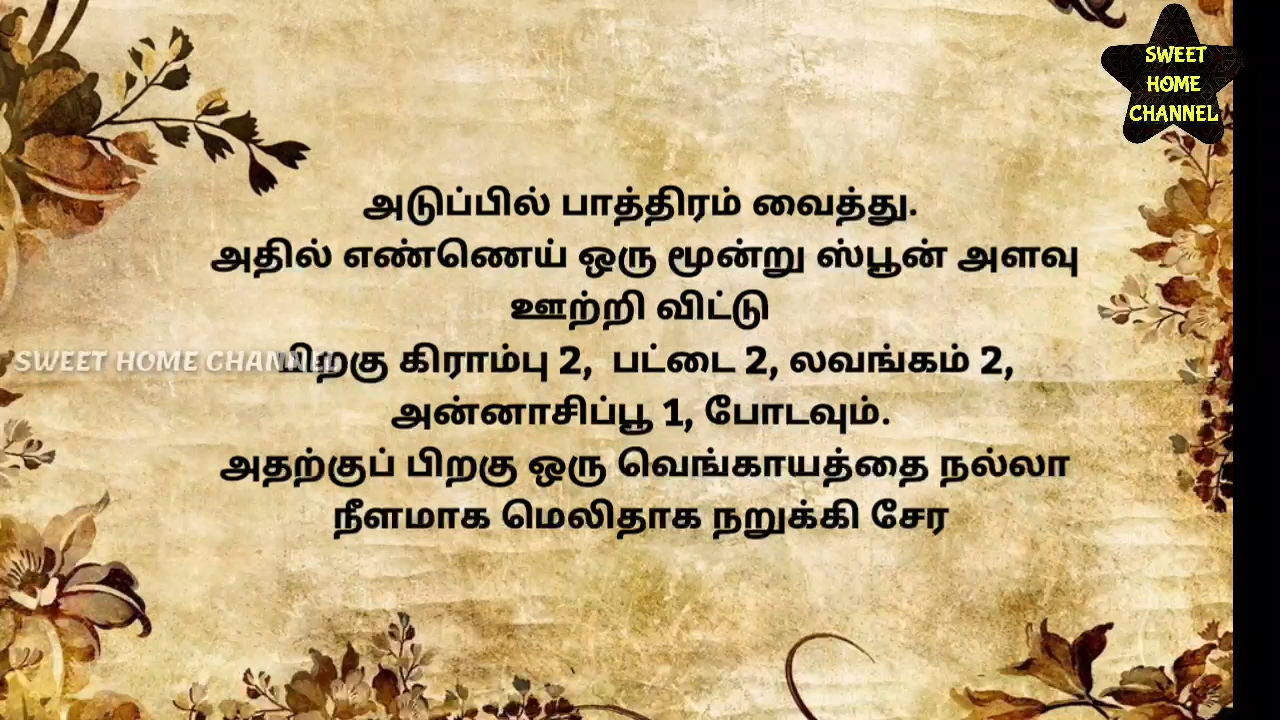 SWEET
HOME
CHANNEL
அடுப்பில் பாத்திரம் வைத்து.
அதில் எண்ணெய் ஒரு மூன்று ஸ்பூன் அளவு
ஊற்றி விட்டு
SWEET HOME CHANNEL
பிறகு கிராம்பு 2, பட்டை 2, லவங்கம் 2,
அன்னாசிப்பூ 1, போடவும்.
அதற்குப் பிறகு ஒரு வெங்காயத்தை நல்லா
நீளமாக மெலிதாக நறுக்கி சேர